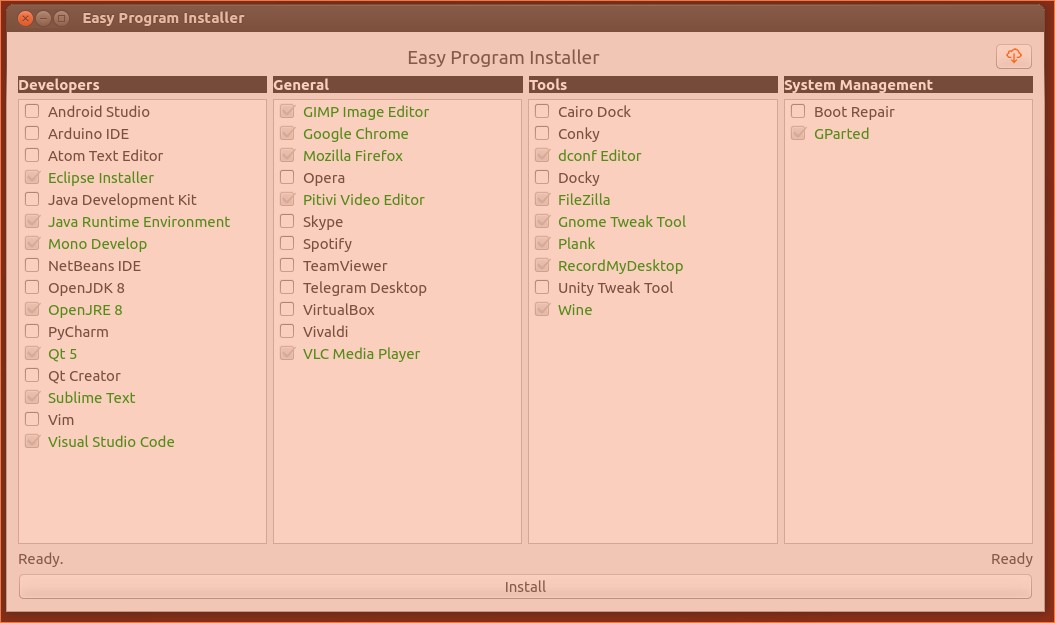 Easy Program Installer
Easy Program Installer
Developers
Android Studio
Arduino IDE
Atom Text Editor
Eclipse Installer
Java Development Kit
Java Runtime Environment
Mono Develop
NetBeans IDE
OpenJDK 8
OpenJRE 8
PyCharm
Qt 5
Qt Creator
Sublime Text
Vim
Visual Studio Code
General
GIMP Image Editor
Google Chrome
Mozilla Firefox
Opera
Pitivi Video Editor
Skype
Spotify
TeamViewer
Telegram Desktop
VirtualBox
Vivaldi
VLC Media Player
Tools
Cairo Dock
Conky
dconf Editor
Docky
FileZilla
Gnome Tweak Tool
Plank
RecordMyDesktop
Unity Tweak Tool
Wine
System Management
Boot Repair
GParted
Ready.
Ready
Install